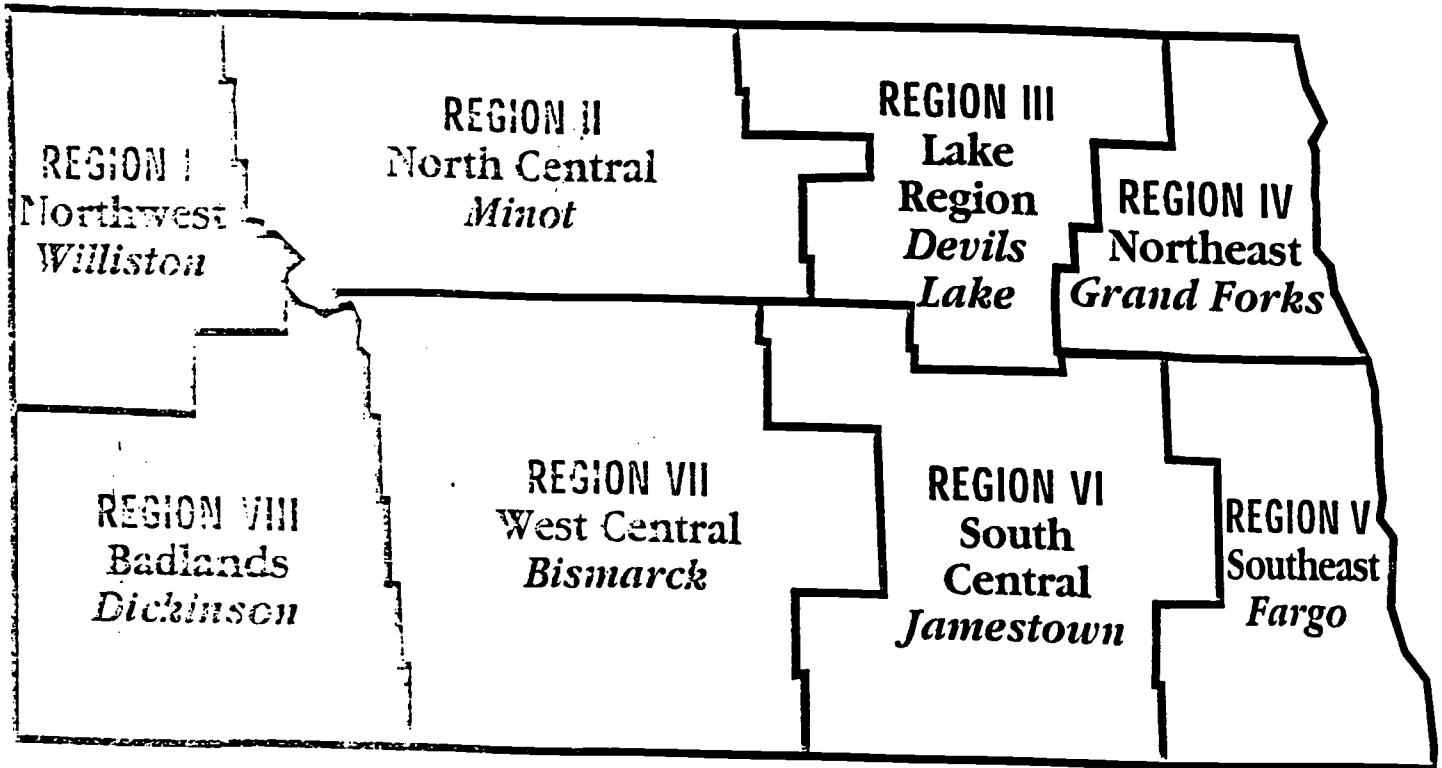 REGION I
Northwest
Williston
REGION II
North Central
Minot
REGION III
Lake
Region
Devils
Lake
REGION IV
Northeast
Grand Forks
REGION VIII
Badlands
Dickinson
REGION VII
West Central
Bismarck
REGION VI
South
Central
Jamestown
REGION V
Southeast
Fargo